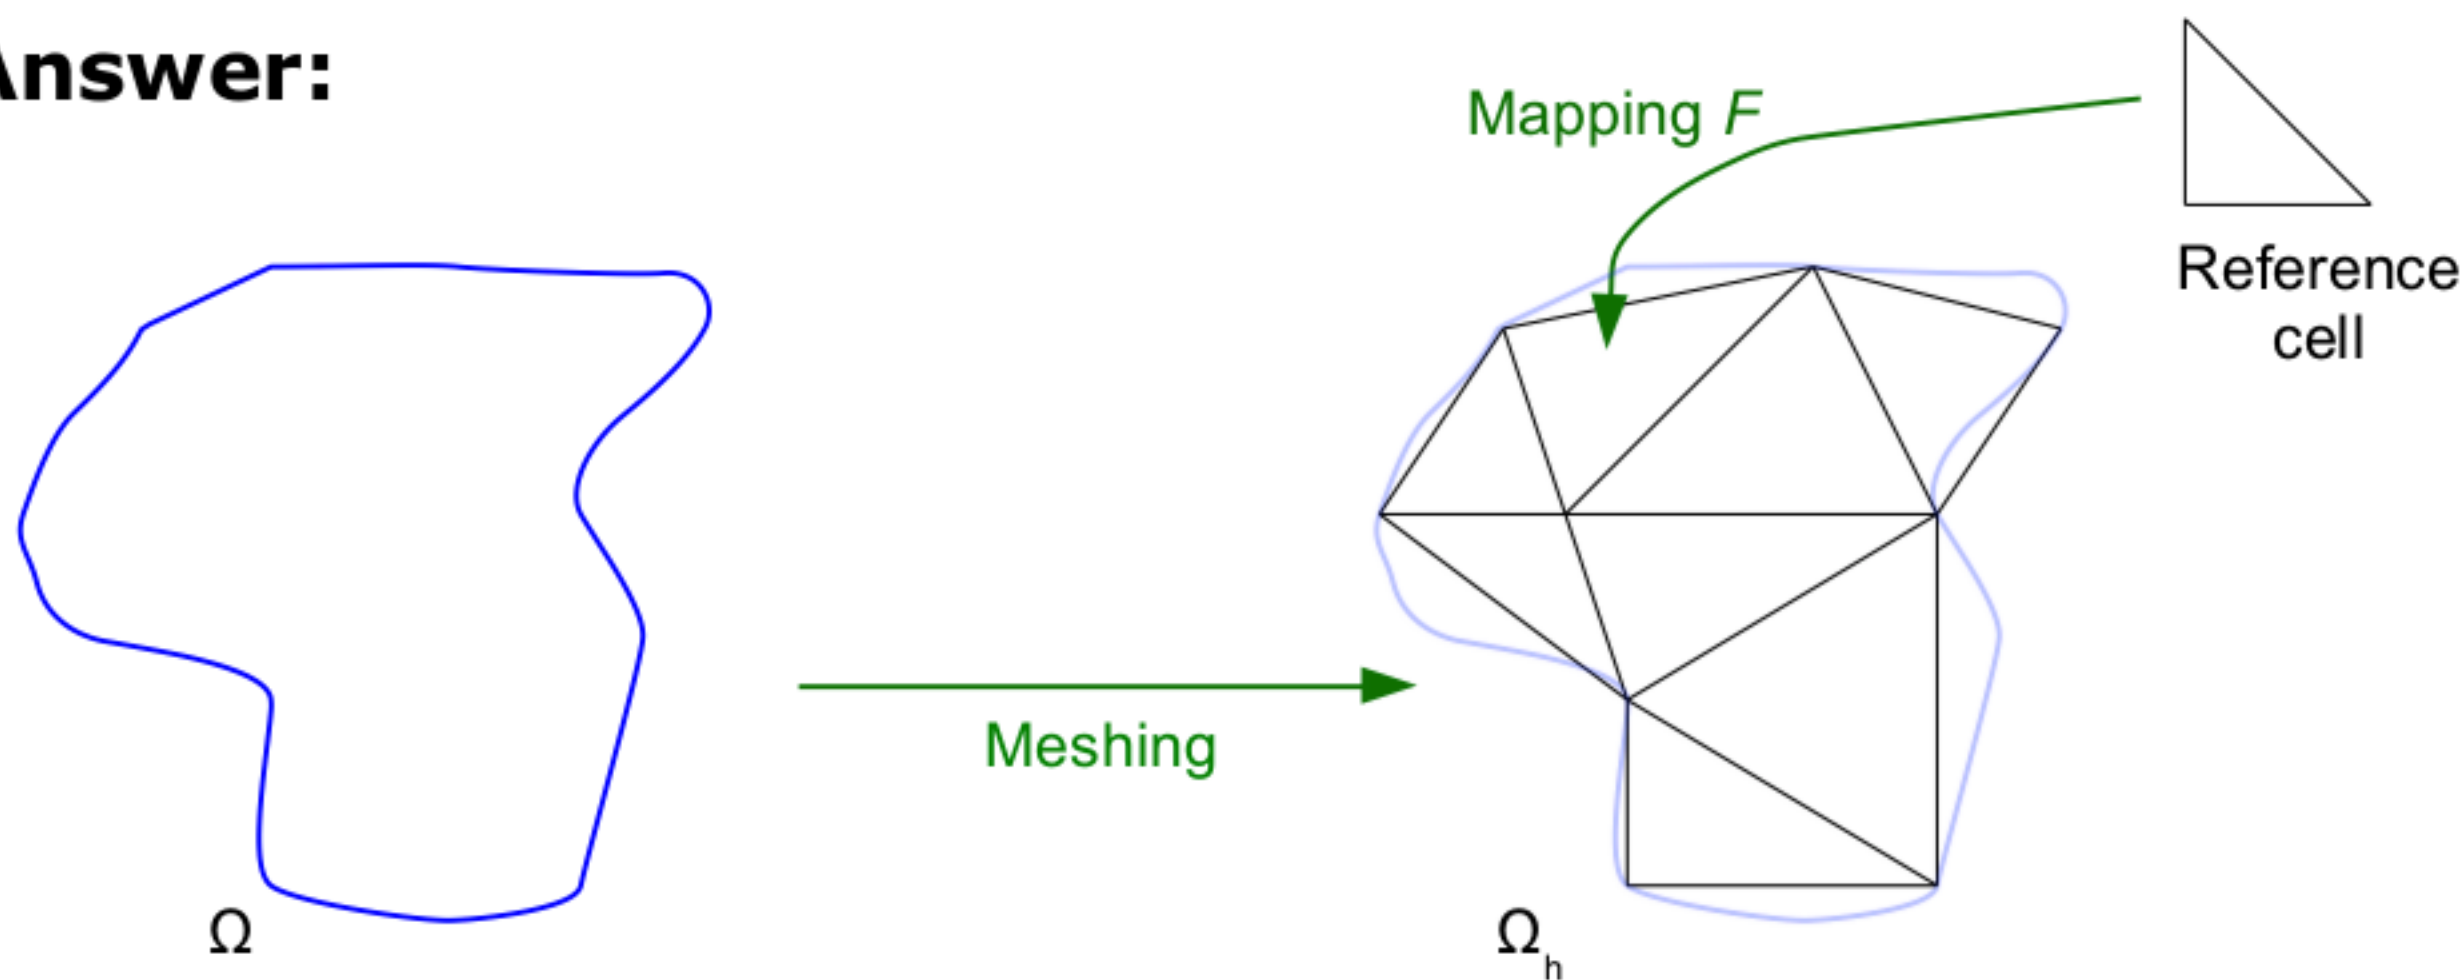 Answer:
Mapping F
Reference
cell
Meshing
Ω
Ωh